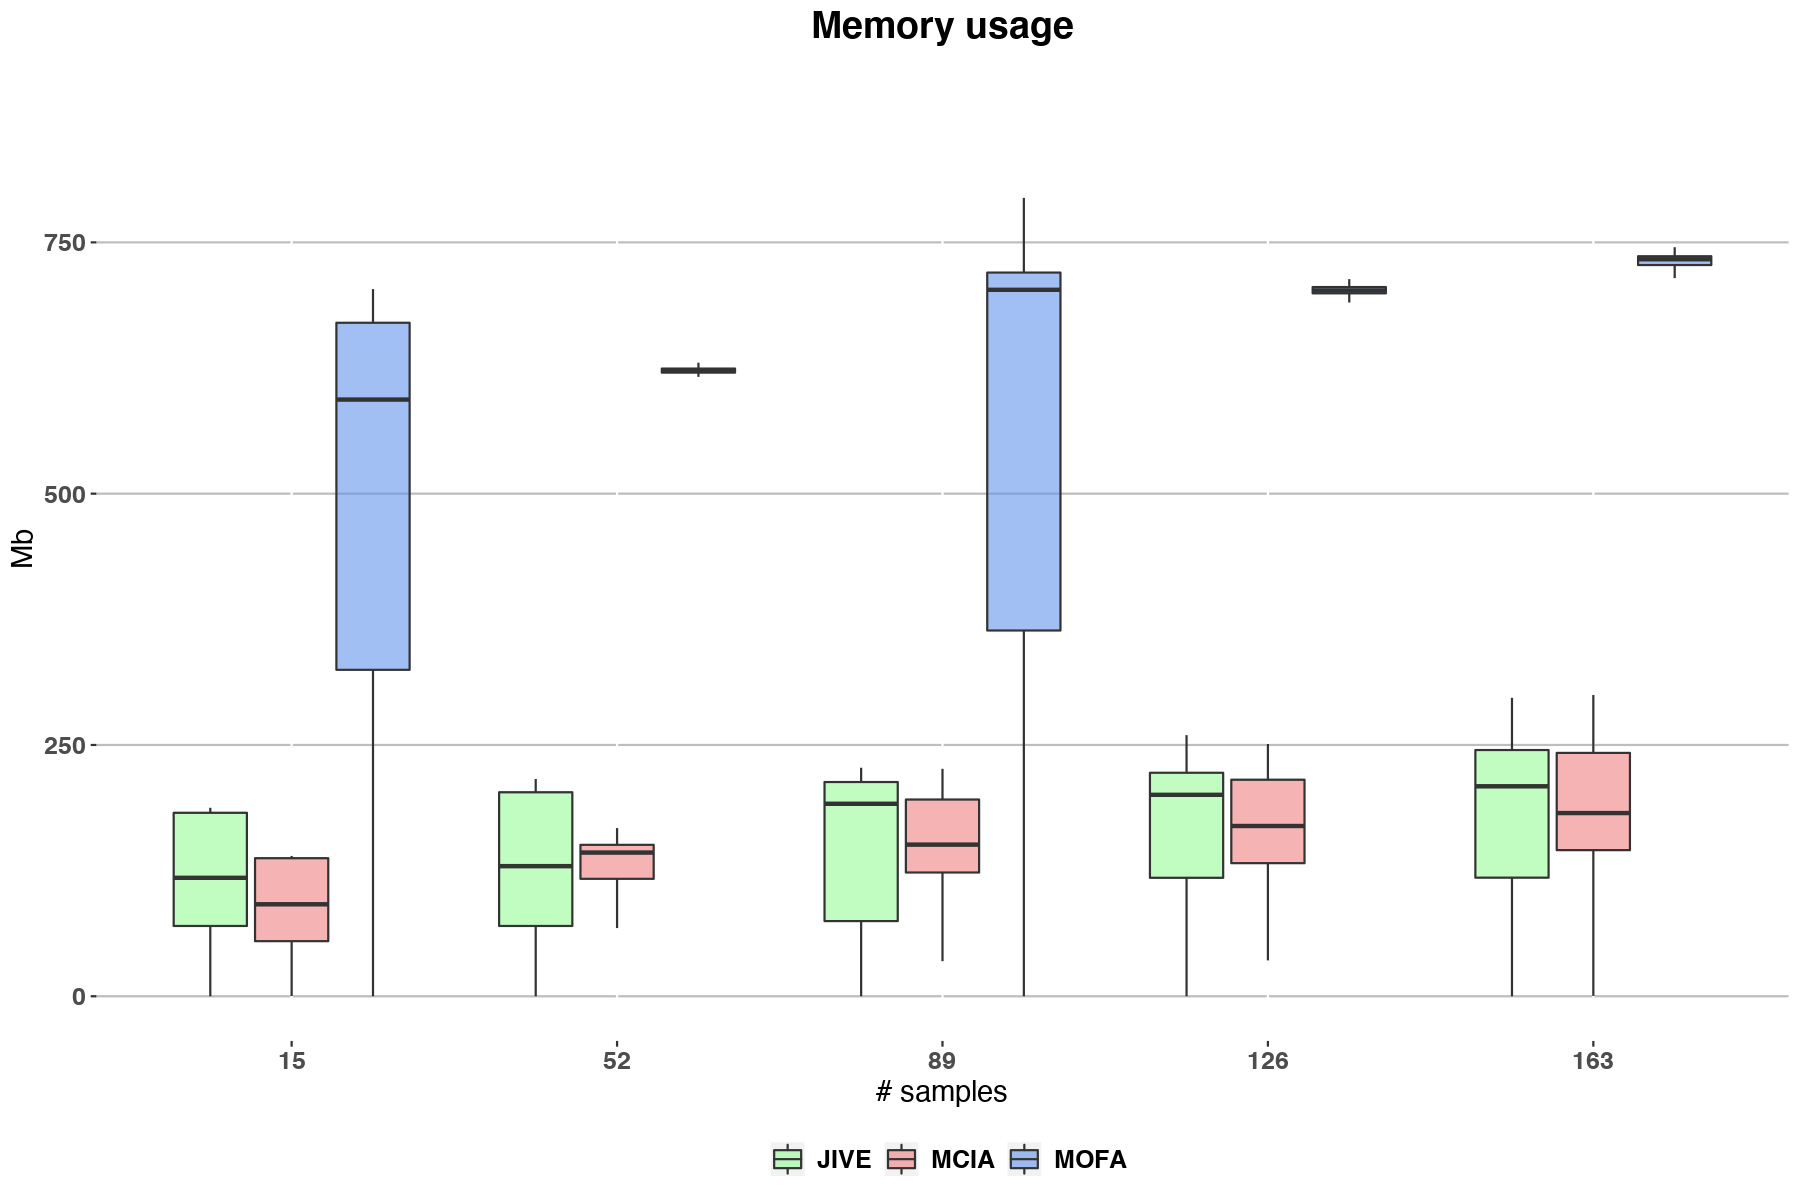 Memory usage
750
500
250
0
Mb
15 52 89 126 163
# samples
JIVE MCIA MOFA